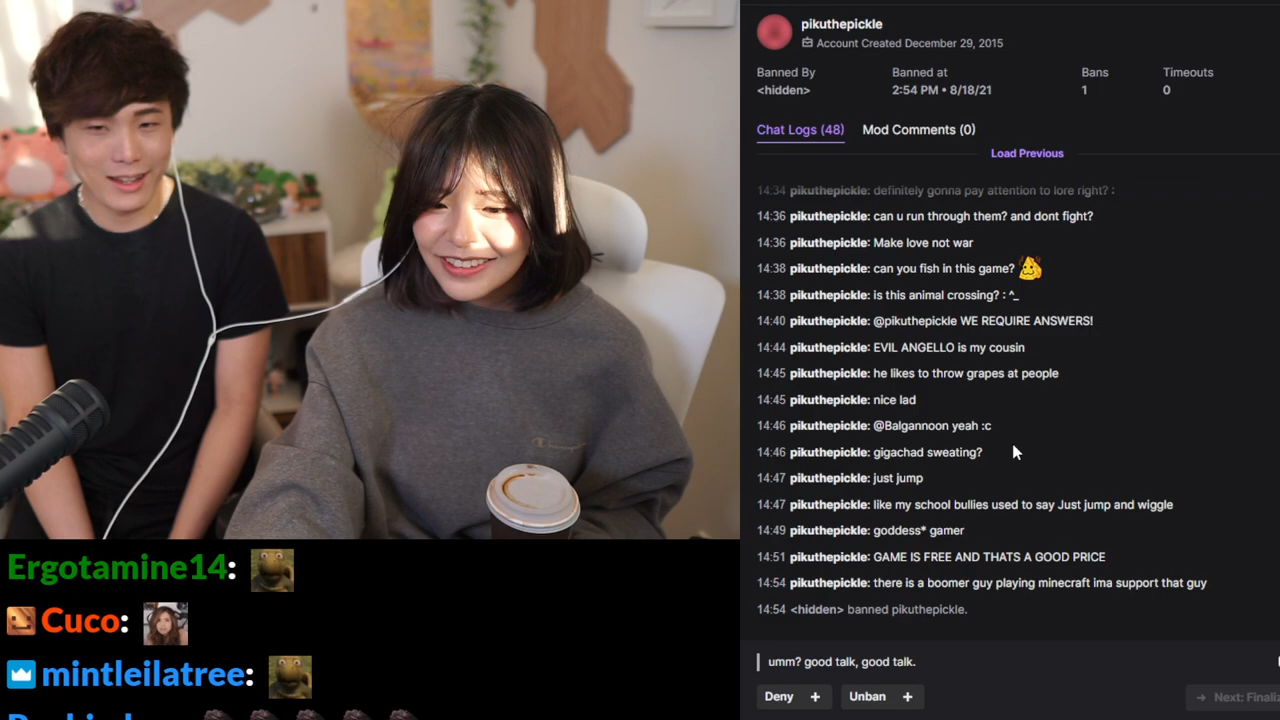 pikuthepickle
Account Created December 29, 2015
Banned By
Banned at
Bans
Timeouts
<hidden>
2:54 PM • 8/18/21
1
0
Chat Logs (48)
Mod Comments (0)
Load Previous
14:34 pikuthepickle: definitely gonna pay attention to lore right? :
14:36 pikuthepickle: can u run through them? and dont fight?
14:36 pikuthepickle: Make love not war
14:38 pikuthepickle: can you fish in this game?
14:38 pikuthepickle: is this animal crossing? : ^_
14:40 pikuthepickle: @pikuthepickle WE REQUIRE ANSWERS!
14:44 pikuthepickle: EVIL ANGELLO is my cousin
14:45 pikuthepickle: he likes to throw grapes at people
14:45 pikuthepickle: nice lad
14:46 pikuthepickle: @Balgannoon yeah :c
14:46 pikuthepickle: gigachad sweating?
14:47 pikuthepickle: just jump
14:47 pikuthepickle: like my school bullies used to say Just jump and wiggle
14:49 pikuthepickle: goddess* gamer
14:51 pikuthepickle: GAME IS FREE AND THATS A GOOD PRICE
14:54 pikuthepickle: there is a boomer guy playing minecraft ima support that guy
14:54 <hidden> banned pikuthepickle.
umm? good talk, good talk.
Deny +
Unban +
→ Next: Finaliz
Ergotamine14:
Cuco:
mintleilatree: